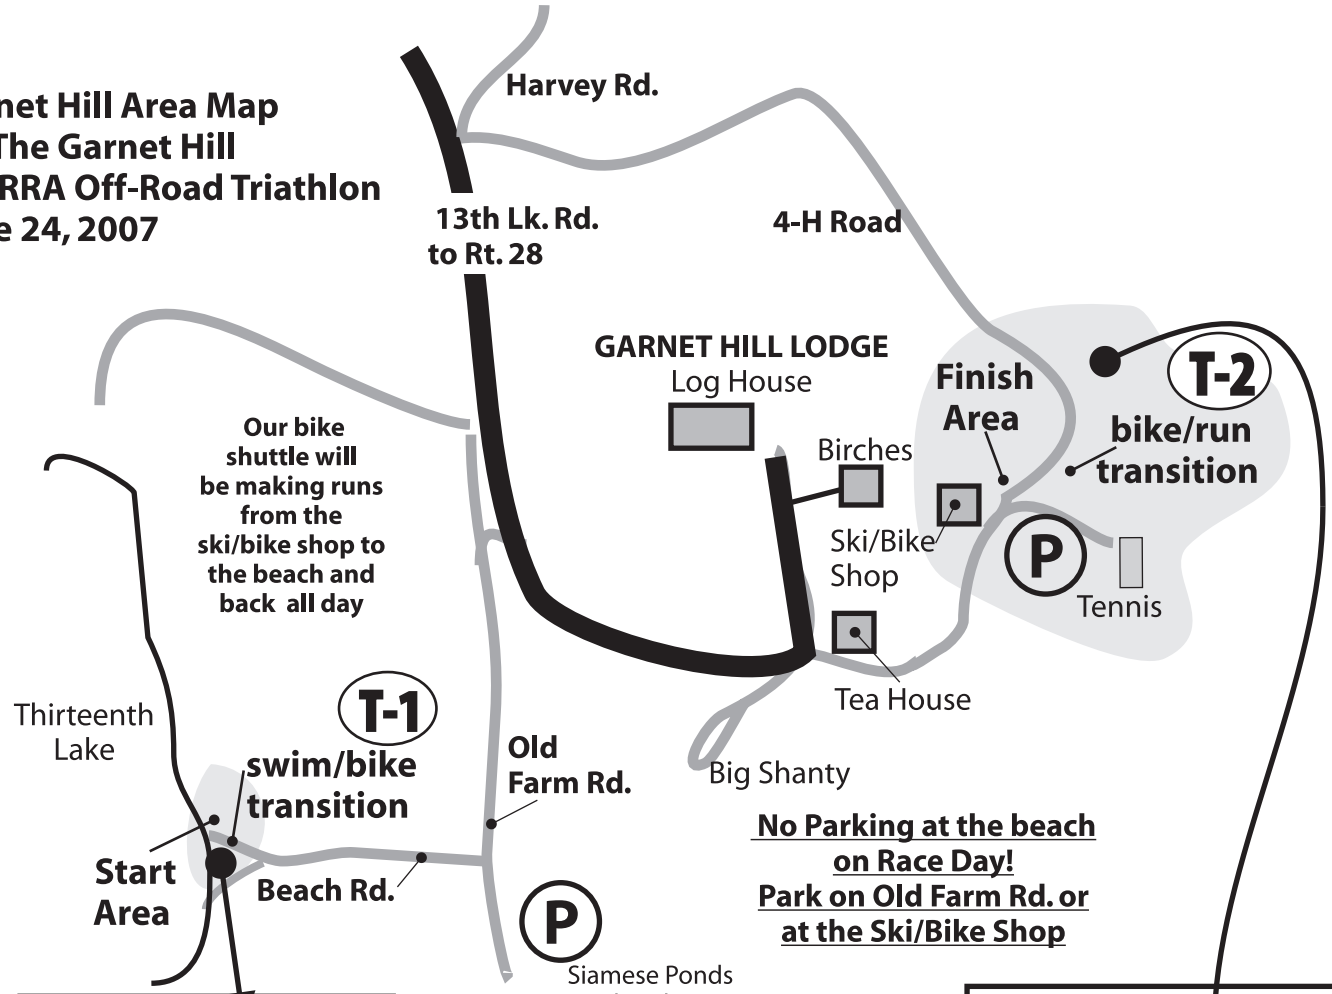 net Hill Area Map
The Garnet Hill
RRA Off-Road Triathlon
e 24, 2007
Harvey Rd.
13th Lk. Rd.
to Rt. 28
4-H Road
GARNET HILL LODGE
Log House
Birches
Finish
Area
T-2
bike/run
transition
Ski/Bike
Shop
P
Tennis
Tea House
Our bike
shuttle will
be making runs
from the
ski/bike shop to
the beach and
back all day
Thirteenth
Lake
T-1
swim/bike
transition
Start
Area
Beach Rd.
Old
Farm Rd.
Big Shanty
No Parking at the beach
on Race Day!
Park on Old Farm Rd. or
at the Ski/Bike Shop
P
Siamese Ponds